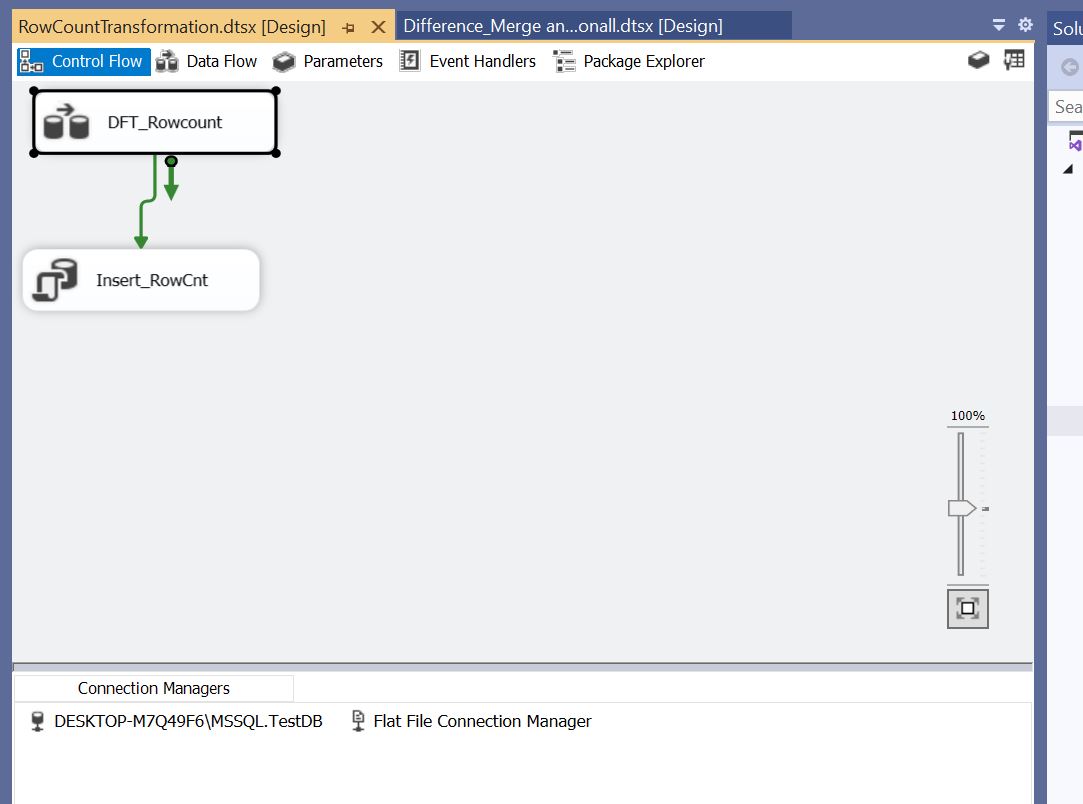 RowCountTransformation.dtsx [Design]
Difference_Merge an...onall.dtsx [Design]
Solu
Control Flow
Data Flow
Parameters
Event Handlers
Package Explorer
Sea
DFT_Rowcount
Insert_RowCnt
100%
Connection Managers
DESKTOP-M7Q49F6\MSSQL.TestDB
Flat File Connection Manager